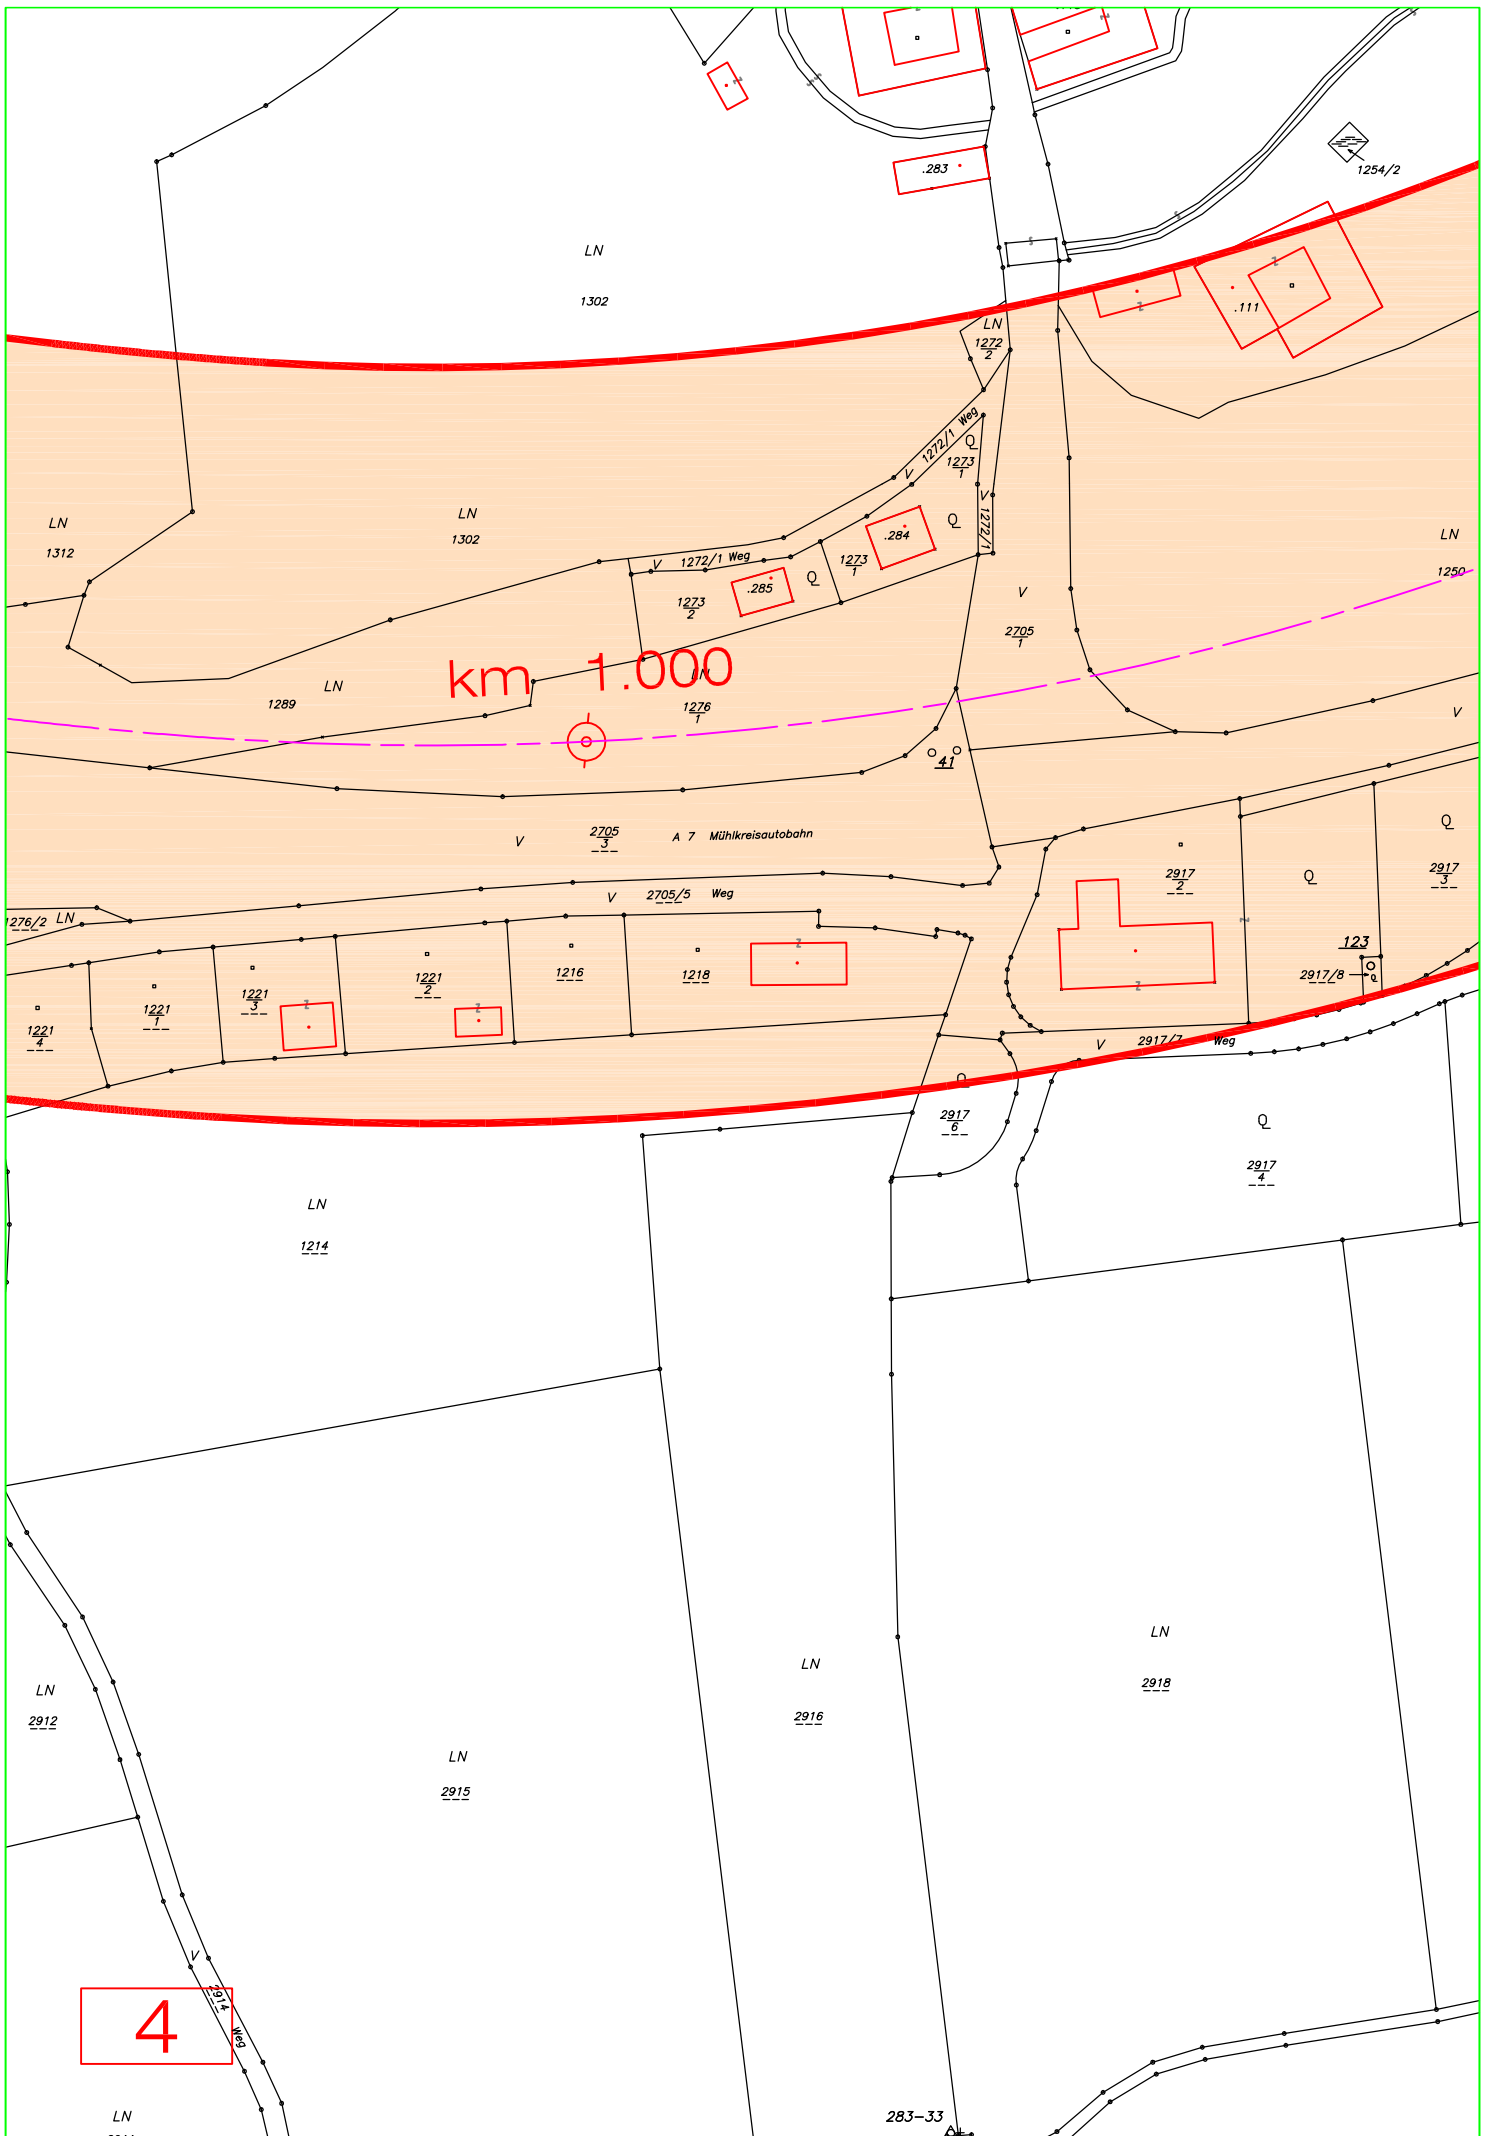 .283
1254/2
LN
1302
.111
LN
1272
2
1272/1 Weg
V
Q
1273
1
V
1272/1
Q
.284
LN
1312
LN
1302
LN
1250
V
1272/1 Weg
1273
1
Q
.285
1273
2
V
2705
1
km 1.000
LN
1289
LN
1276
1
V
41
V
2705
3
A 7 Mühlkreisautobahn
Q
2917
3
2917
2
Q
V
2705/5 Weg
1276/2
LN
123
2917/8
Q
1221
4
1221
1
1221
3
1221
2
1216
1218
V
2917/7 Weg
Q
2917
6
Q
2917
4
LN
1214
LN
2918
LN
2916
LN
2912
LN
2915
V
2914
Weg
4
LN
283-33